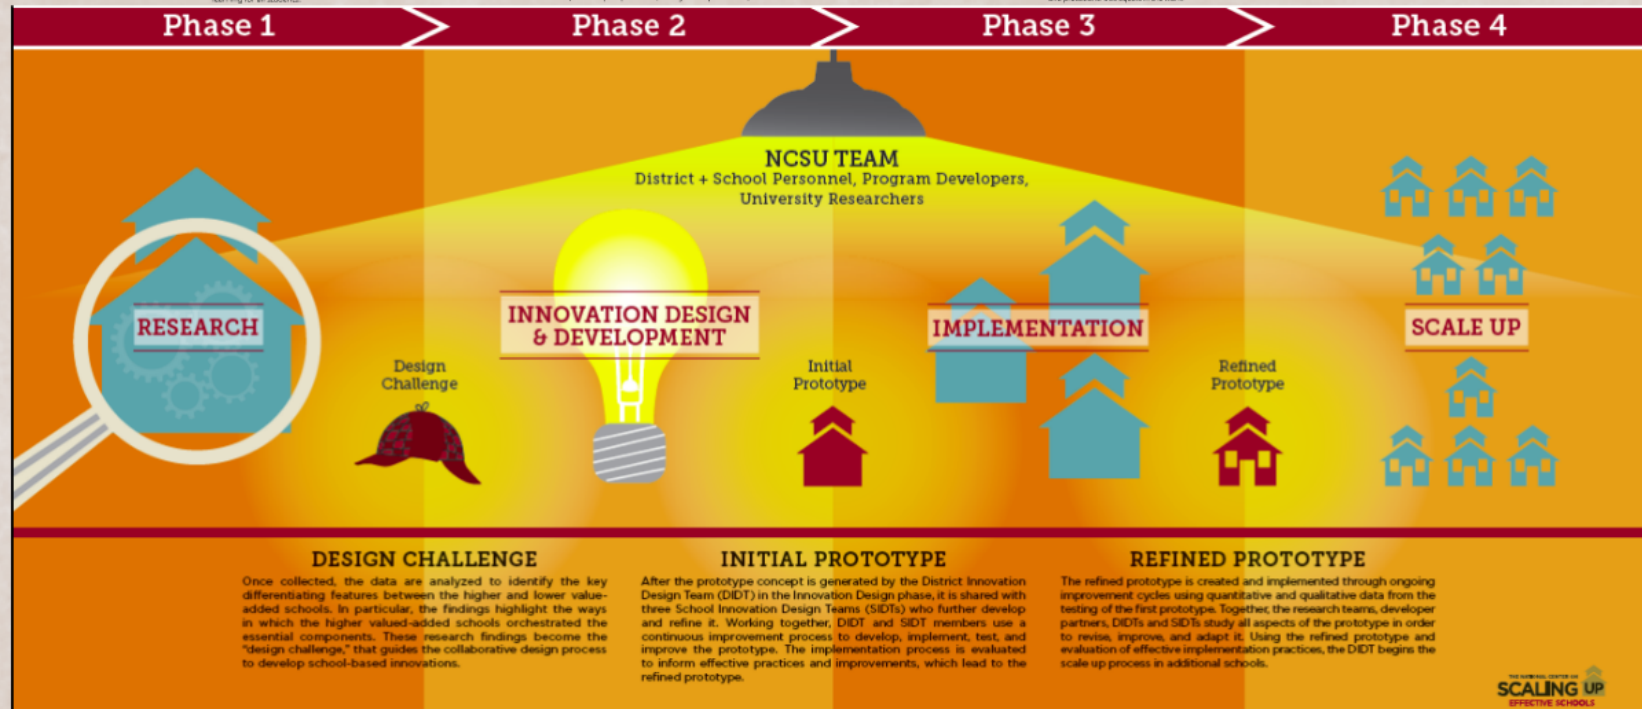 learning for all students.
Phase 1
Phase 2
Phase 3
Phase 4
NCSU TEAM
District + School Personnel, Program Developers,
University Researchers
RESEARCH
INNOVATION DESIGN
& DEVELOPMENT
IMPLEMENTATION
SCALE UP
Design
Challenge
Initial
Prototype
Refined
Prototype
DESIGN CHALLENGE
Once collected, the data are analyzed to identify the key
differentiating features between the higher and lower value-
added schools. In particular, the findings highlight the ways
in which the higher valued-added schools orchestrated the
essential components. These research findings become the
"design challenge," that guides the collaborative design process
to develop school-based innovations.
INITIAL PROTOTYPE
After the prototype concept is generated by the District Innovation
Design Team (DIDT) in the Innovation Design phase, it is shared with
three School Innovation Design Teams (SIDTs) who further develop
and refine it. Working together, DIDT and SIDT members use a
continuous improvement process to develop, implement, test, and
improve the prototype. The implementation process is evaluated
to inform effective practices and improvements, which lead to the
refined prototype.
REFINED PROTOTYPE
The refined prototype is created and implemented through ongoing
improvement cycles using quantitative and qualitative data from the
testing of the first prototype. Together, the research teams, developer
partners, DIDTs and SIDTs study all aspects of the prototype in order
to revise, improve, and adapt it. Using the refined prototype and
evaluation of effective implementation practices, the DIDT begins the
scale up process in additional schools.
THE NATIONAL CENTER ON
SCALING UP
EFFECTIVE SCHOOLS